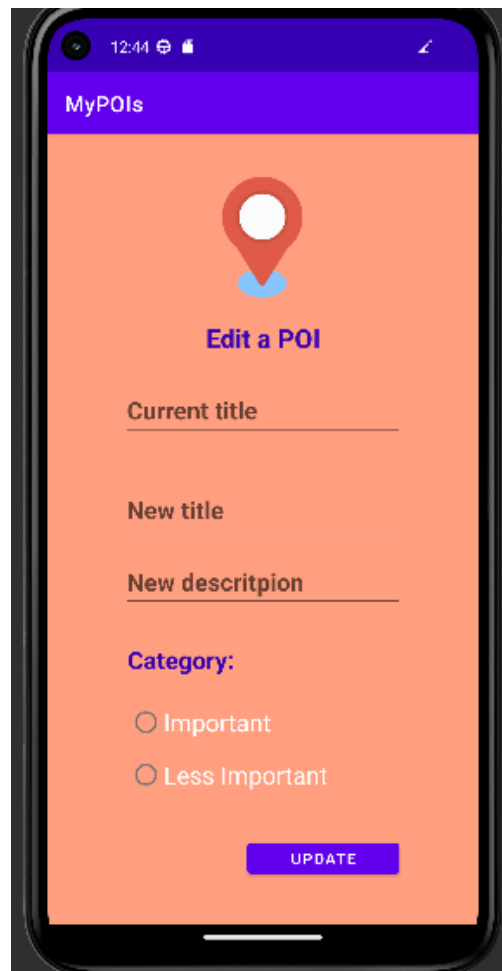 12:44
MyPOIs
Edit a POI
Current title
New title
New descritpion
Category:
Important
Less Important
UPDATE